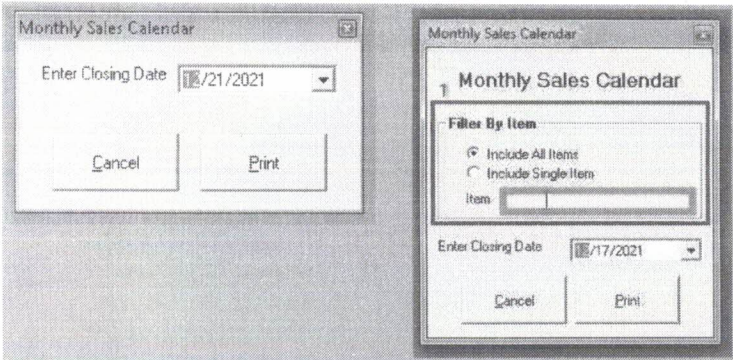 Monthly Sales Calendar
Enter Closing Date /21/2021
Cancel Print
Monthly Sales Calendar
1 Monthly Sales Calendar
Filter By Item
Include All Items
Include Single Item
Item
Enter Closing Date /17/2021
Cancel Print